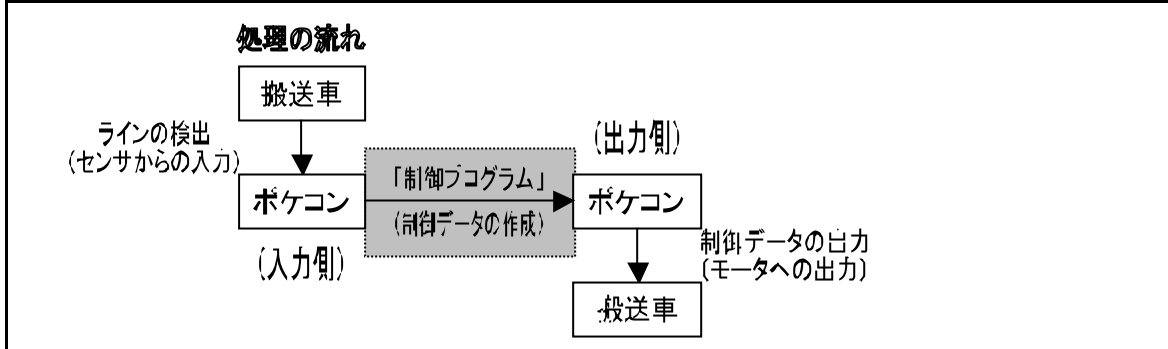 処理の流れ
搬送車
ラインの検出
(センサからの入力)
ポケコン
(入力側)
「制御プログラム」
(制御データの作成)
(出力側)
ポケコン
制御データの出力
(モータへの出力)
搬送車